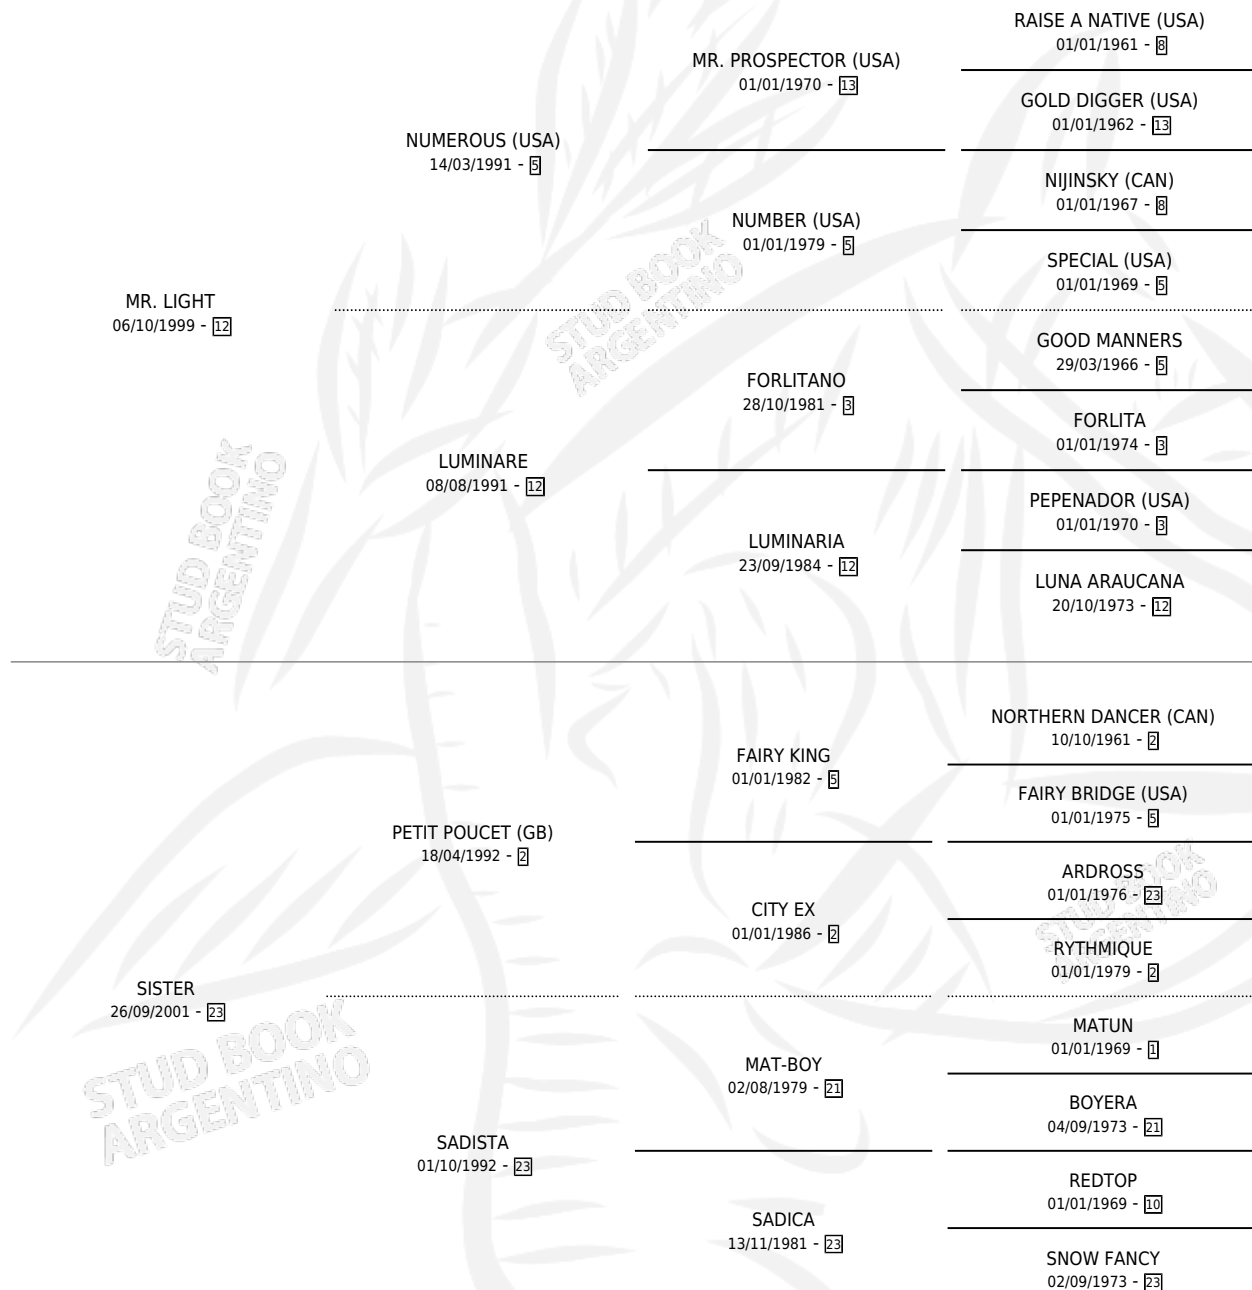 RAISE A NATIVE (USA)
01/01/1961 - 8
MR. PROSPECTOR (USA)
01/01/1970 - 13
GOLD DIGGER (USA)
01/01/1962 - 13
NUMEROUS (USA)
14/03/1991 - 5
NIJINSKY (CAN)
01/01/1967 - 8
NUMBER (USA)
01/01/1979 - 5
SPECIAL (USA)
01/01/1969 - 5
MR. LIGHT
06/10/1999 - 12
GOOD MANNERS
29/03/1966 - 5
FORLITANO
28/10/1981 - 3
FORLITA
01/01/1974 - 3
LUMINARE
08/08/1991 - 12
PEPENADOR (USA)
01/01/1970 - 3
LUMINARIA
23/09/1984 - 12
LUNA ARAUCANA
20/10/1973 - 12
STUD BOOK
ARGENTINO
STUD BOOK
ARGENTINO
NORTHERN DANCER (CAN)
10/10/1961 - 2
FAIRY KING
01/01/1982 - 5
FAIRY BRIDGE (USA)
01/01/1975 - 5
PETIT POUCET (GB)
18/04/1992 - 2
ARDROSS
01/01/1976 - 23
CITY EX
01/01/1986 - 2
RYTHMIQUE
01/01/1979 - 2
SISTER
26/09/2001 - 23
MATUN
01/01/1969 - 1
MAT-BOY
02/08/1979 - 21
BOYERA
04/09/1973 - 21
SADISTA
01/10/1992 - 23
REDTOP
01/01/1969 - 10
SADICA
13/11/1981 - 23
SNOW FANCY
02/09/1973 - 23
STUD BOOK
ARGENTINO
STUD BOOK
ARGENTINO